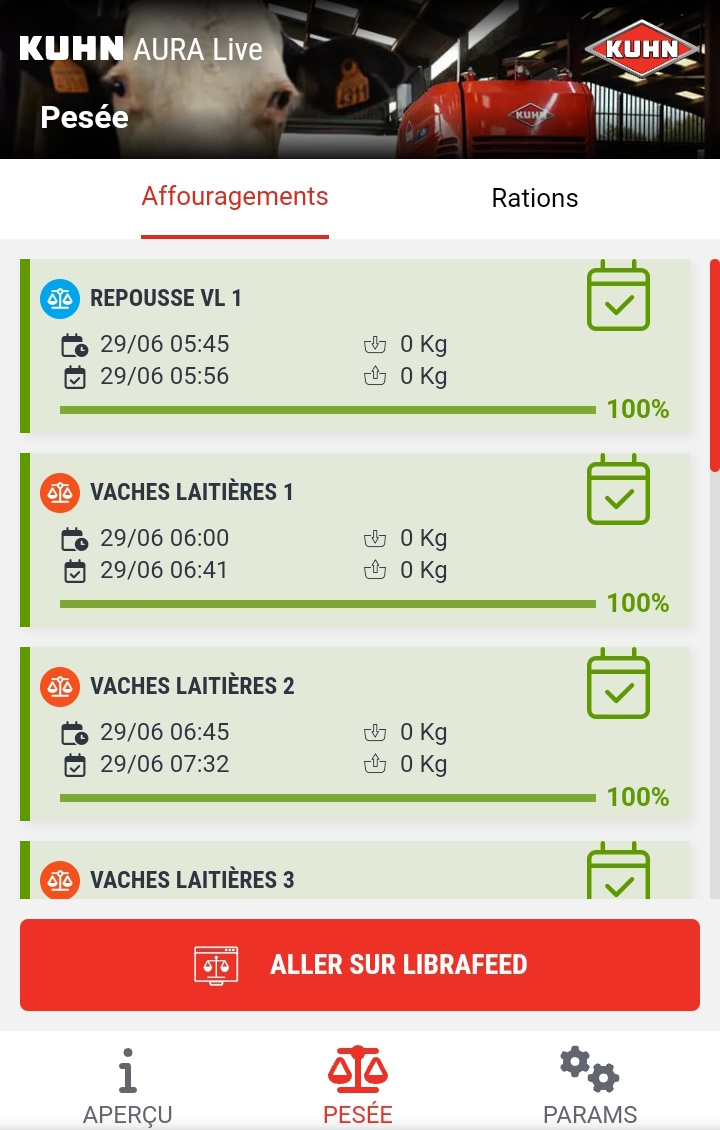 KUHN AURA Live
KUHN
Pesée
KUHN
Affouragements
Rations
REPOUSSE VL 1
29/06 05:45
0 Kg
29/06 05:56
0 Kg
100%
VACHES LAITIÈRES 1
29/06 06:00
0 Kg
29/06 06:41
0 Kg
100%
VACHES LAITIÈRES 2
29/06 06:45
0 Kg
29/06 07:32
0 Kg
100%
VACHES LAITIÈRES 3
ALLER SUR LIBRAFEED
APERÇU
PESÉE
PARAMS